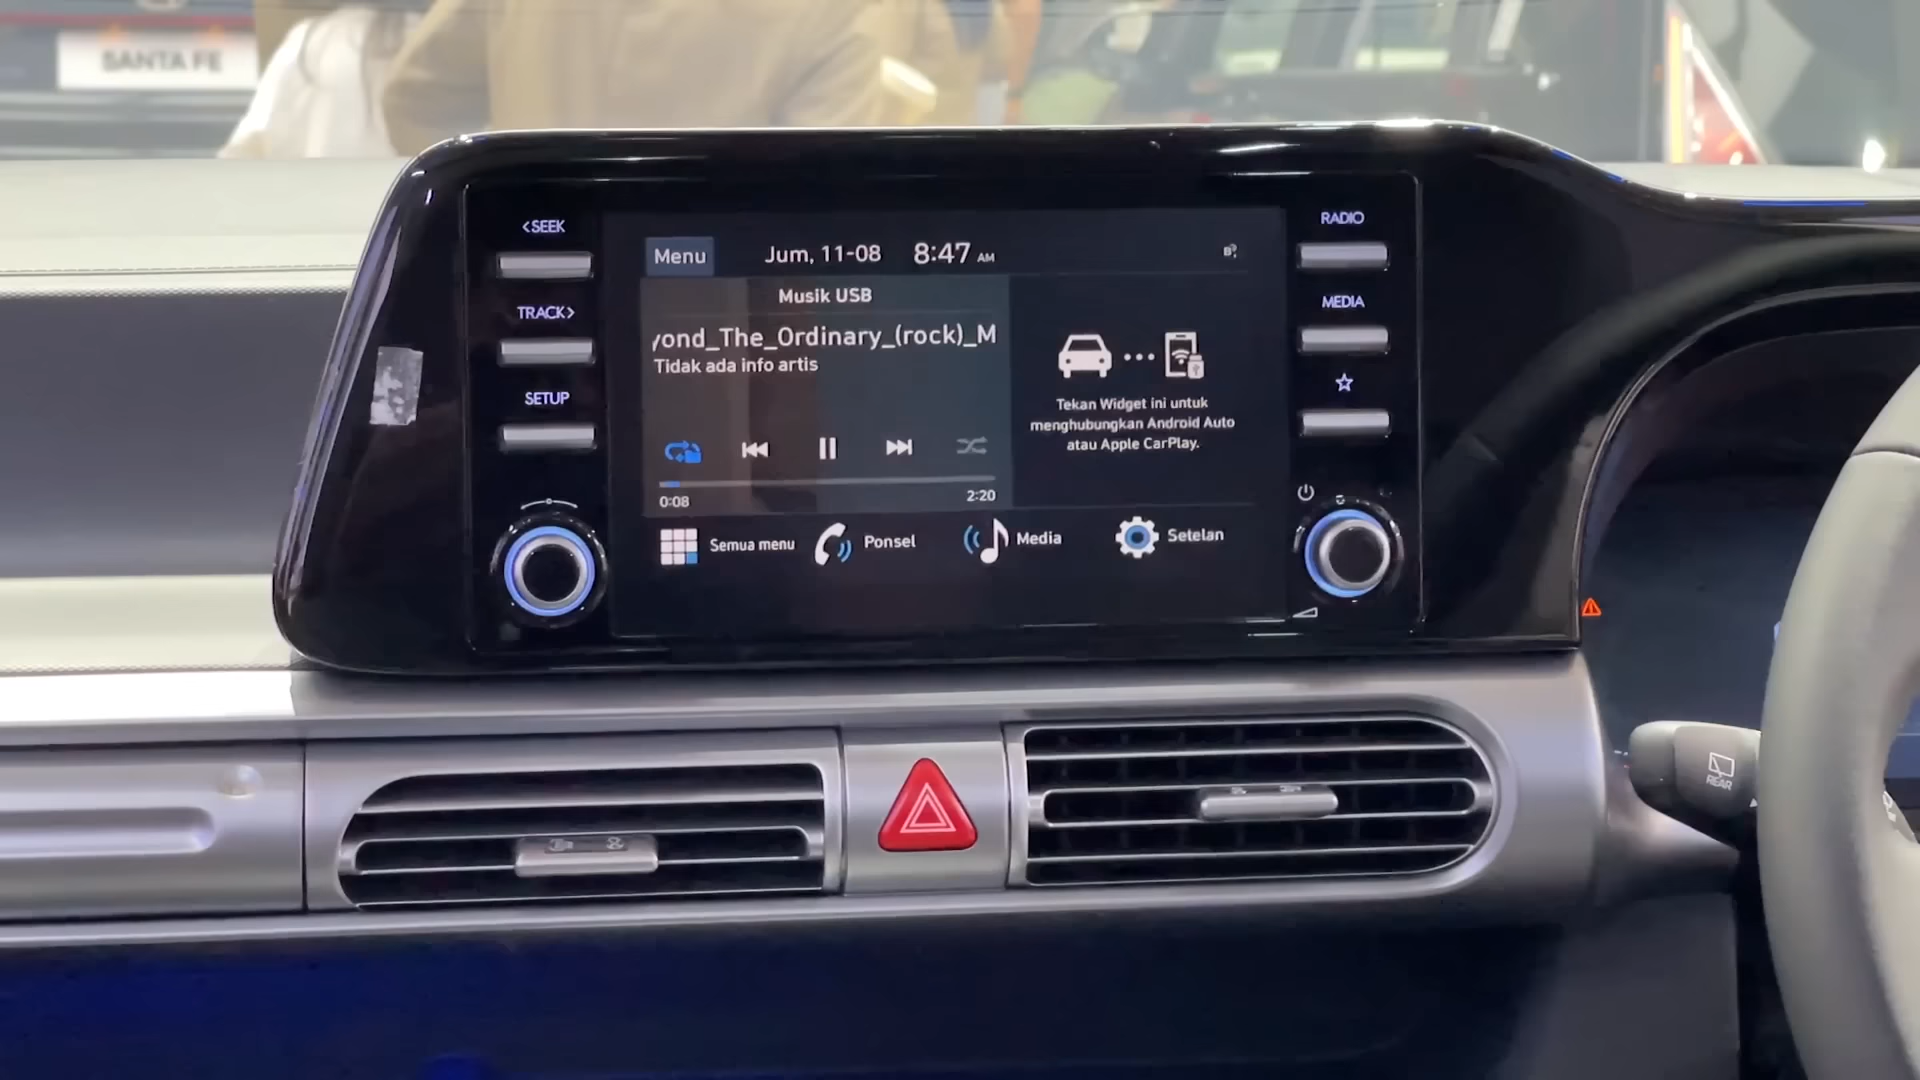 SANTA FE
<SEEK
TRACK>
SETUP
Menu
Jum, 11-08
8:47 AM
Musik USB
yond_The_Ordinary_(rock)_M
Tidak ada info artis
0:08
2:20
Tekan Widget ini untuk
menghubungkan Android Auto
atau Apple CarPlay.
Semua menu
Ponsel
Media
Setelan
RADIO
MEDIA
REAR